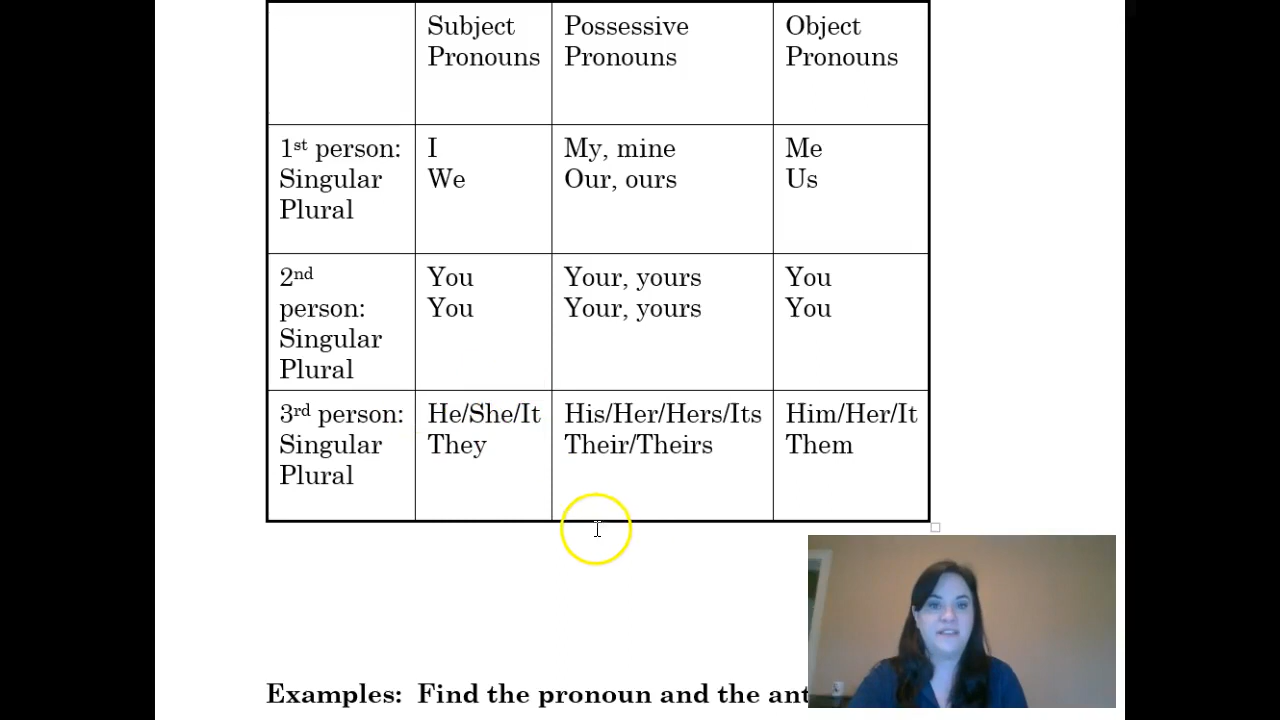 Subject Possessive Object
Pronouns Pronouns Pronouns
1st person: I My, mine Me
Singular We Our, ours Us
Plural
2nd You Your, yours You
person: You Your, yours You
Singular
Plural
3rd person: He/She/It His/Her/Hers/Its Him/Her/It
Singular They Their/Theirs Them
Plural
Examples: Find the pronoun and the ant